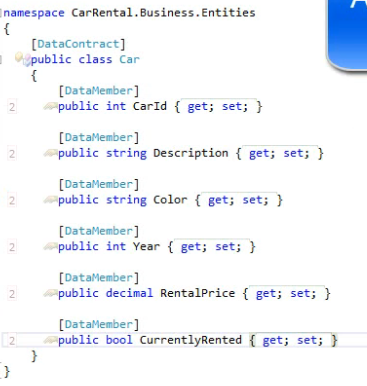 namespace CarRental.Business.Entities
{
[DataContract]
public class Car
{
[DataMember]
2 public int CarId { get; set; }
[DataMember]
2 public string Description { get; set; }
[DataMember]
2 public string Color { get; set; }
[DataMember]
2 public int Year { get; set; }
[DataMember]
2 public decimal RentalPrice { get; set; }
[DataMember]
2 public bool CurrentlyRented { get; set; }
}
}